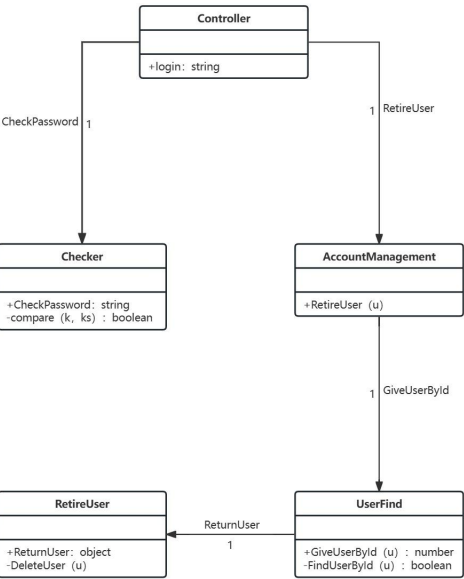 Controller
+login: string
CheckPassword
1
1
RetireUser
Checker
+CheckPassword: string
-compare (k, ks) : boolean
AccountManagement
+RetireUser (u)
1
GiveUserById
RetireUser
+ReturnUser: object
-DeleteUser (u)
ReturnUser
1
UserFind
+GiveUserById (u) : number
-FindUserById (u) : boolean